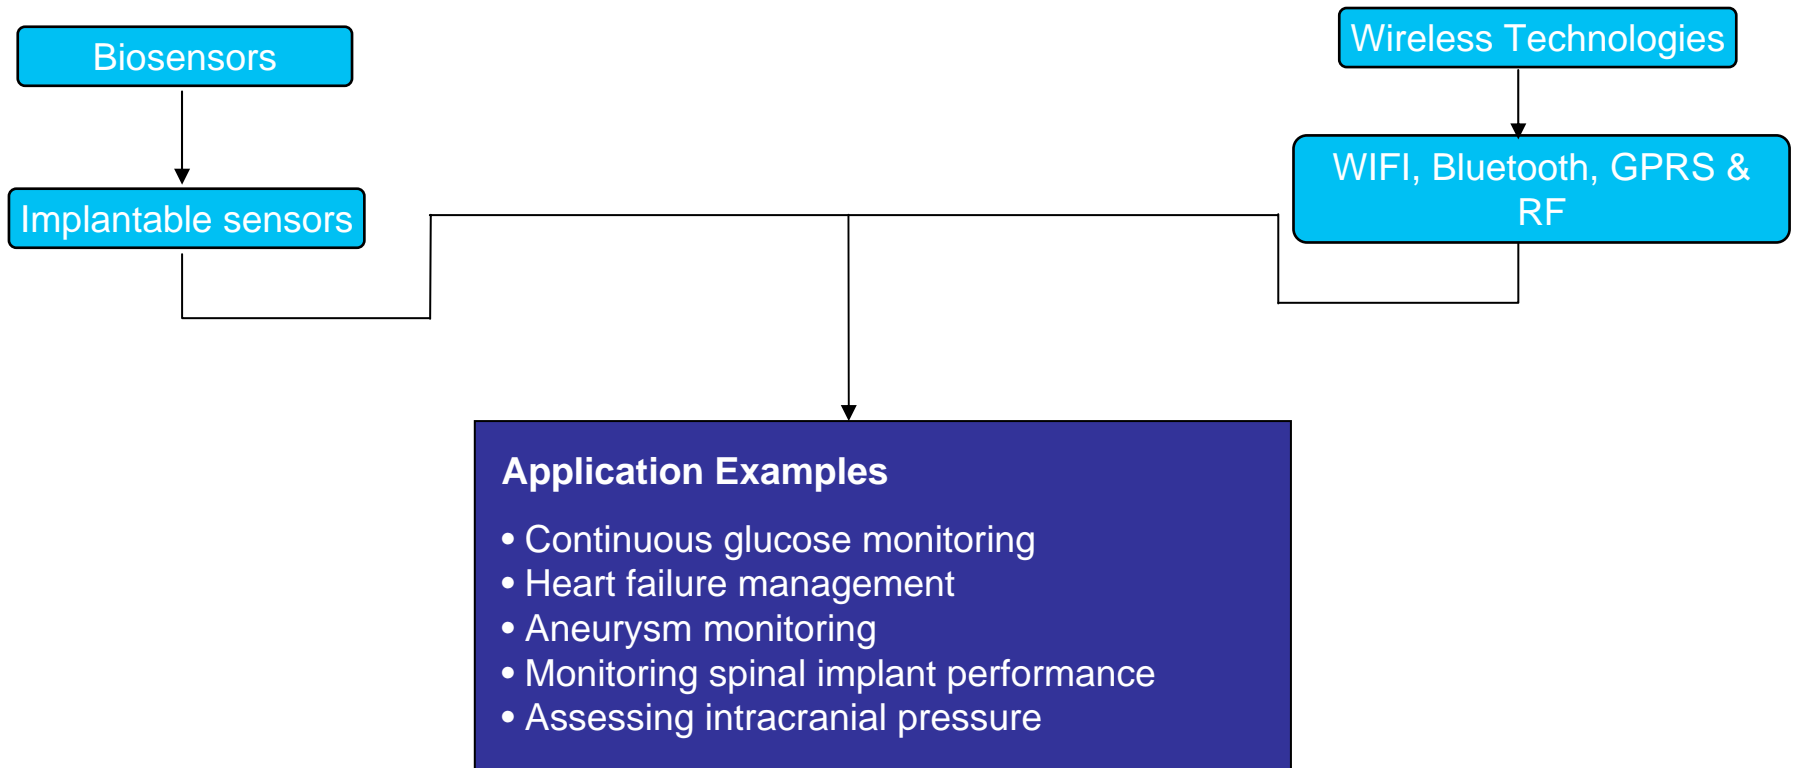 Biosensors
Wireless Technologies
Implantable sensors
WIFI, Bluetooth, GPRS &
RF
Application Examples
• Continuous glucose monitoring
• Heart failure management
• Aneurysm monitoring
• Monitoring spinal implant performance
• Assessing intracranial pressure